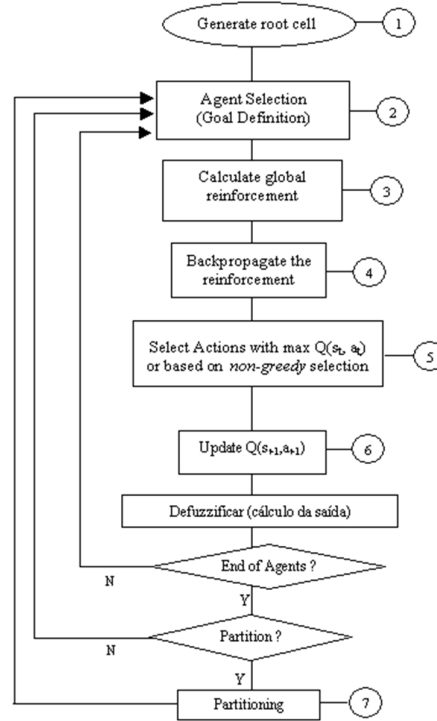 Generate root cell
1
Agent Selection
(Goal Definition)
2
Calculate global
reinforcement
3
Backpropagate the
reinforcement
4
Select Actions with max Q(st, at)
or based on non-greedy selection
5
Update Q(st+1,at+1)
6
Defuzzificar (cálculo da saída)
End of Agents ?
N
Y
Partition ?
N
Y
Partitioning
7